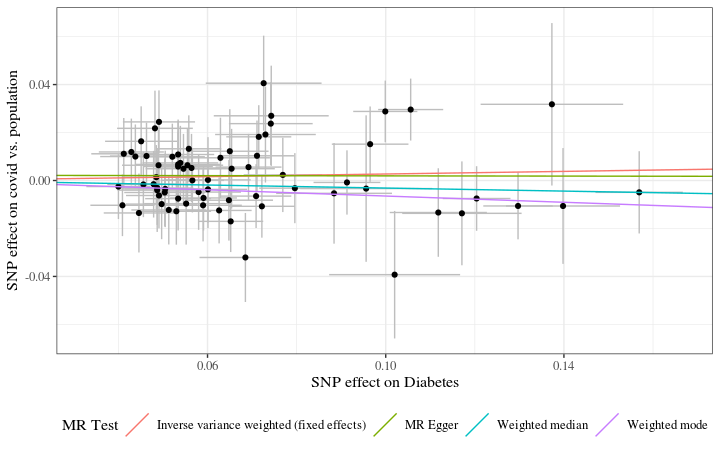 SNP effect on covid vs. population
0.04
0.00
-0.04
0.06
0.10
0.14
SNP effect on Diabetes
MR Test
Inverse variance weighted (fixed effects)
MR Egger
Weighted median
Weighted mode